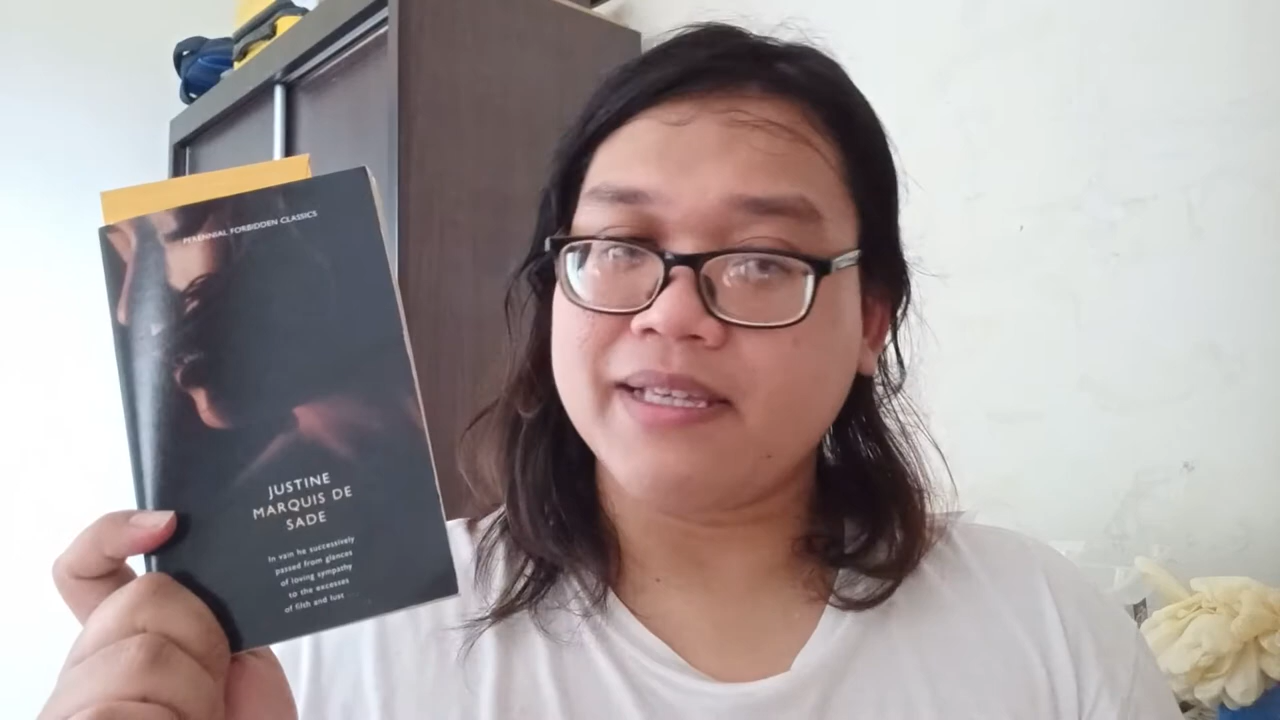 PERENNIAL FORBIDDEN CLASSICS
JUSTINE
MARQUIS DE
SADE
In vain he successively
passed from glances
of loving sympathy
to the excesses
of filth and lust